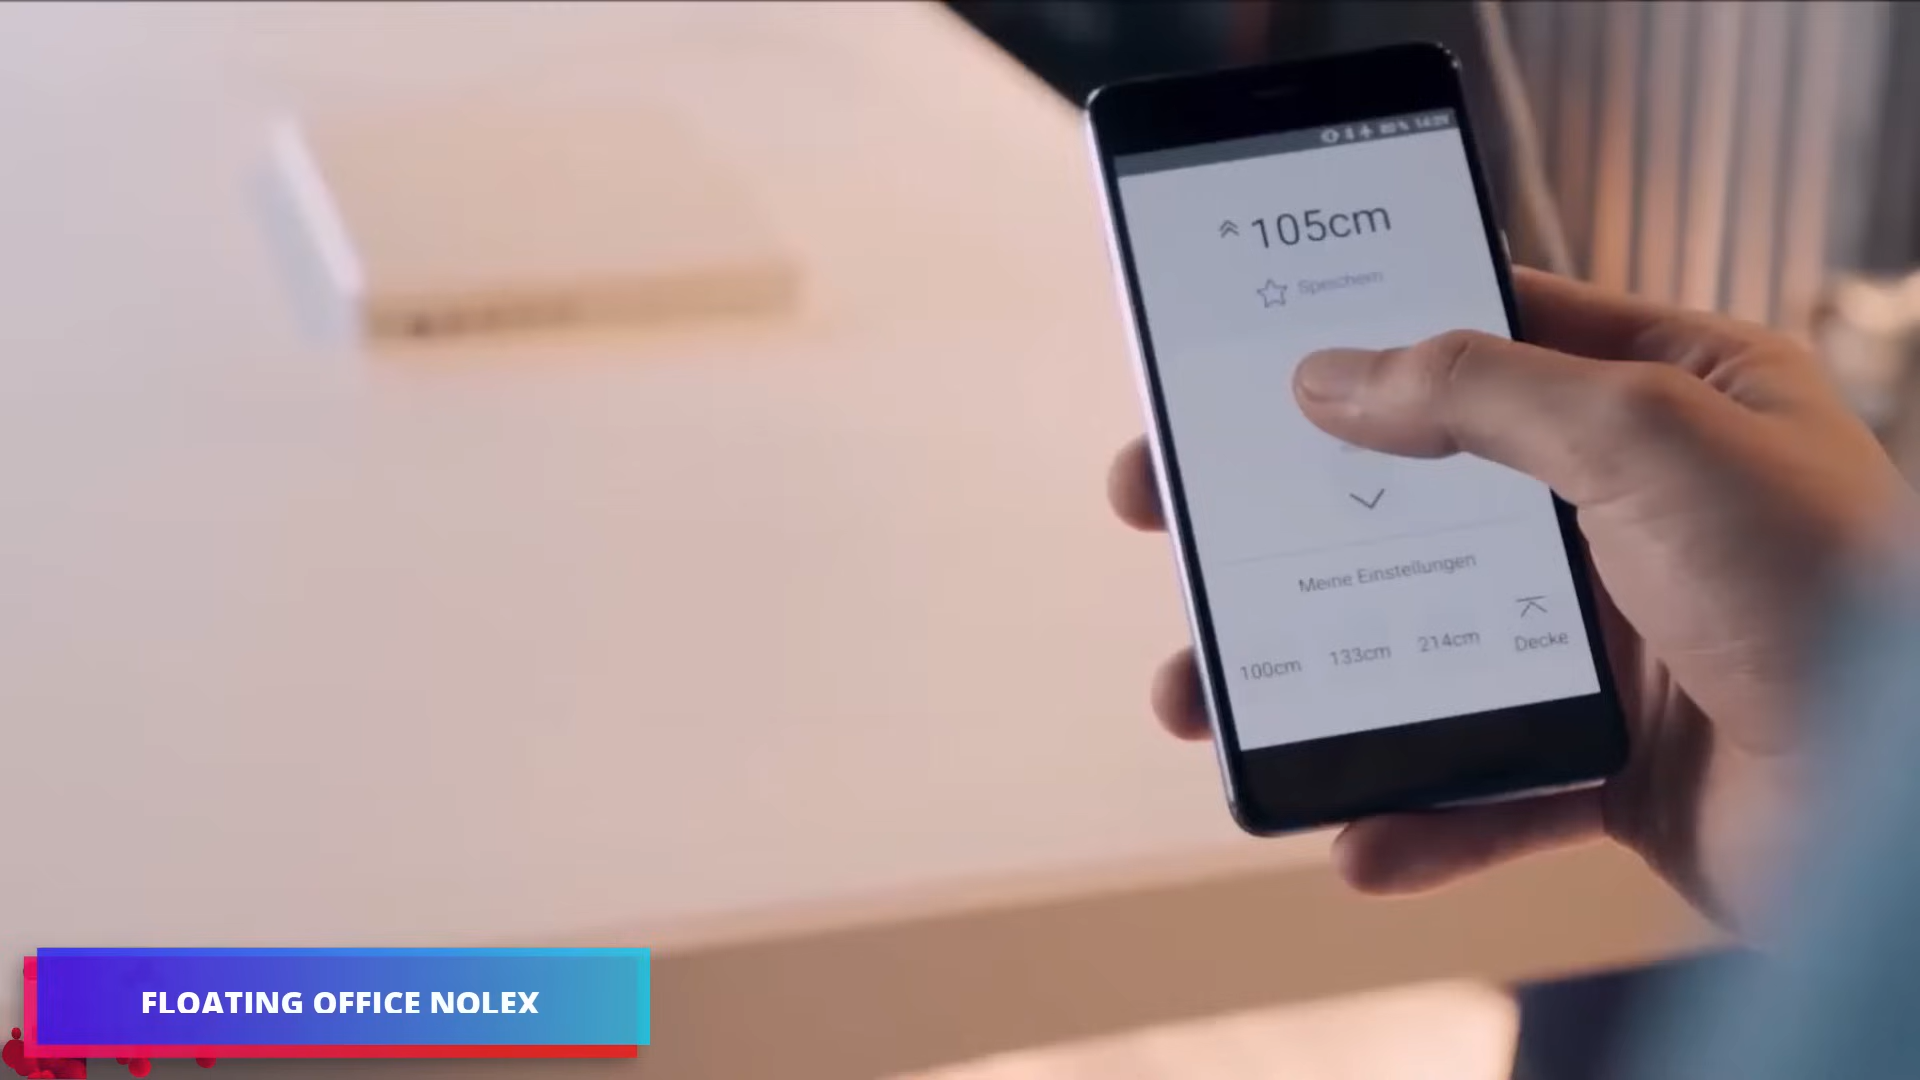 105cm
Speichern
Meine Einstellungen
100cm 133cm 214cm Decke
FLOATING OFFICE NOLEX